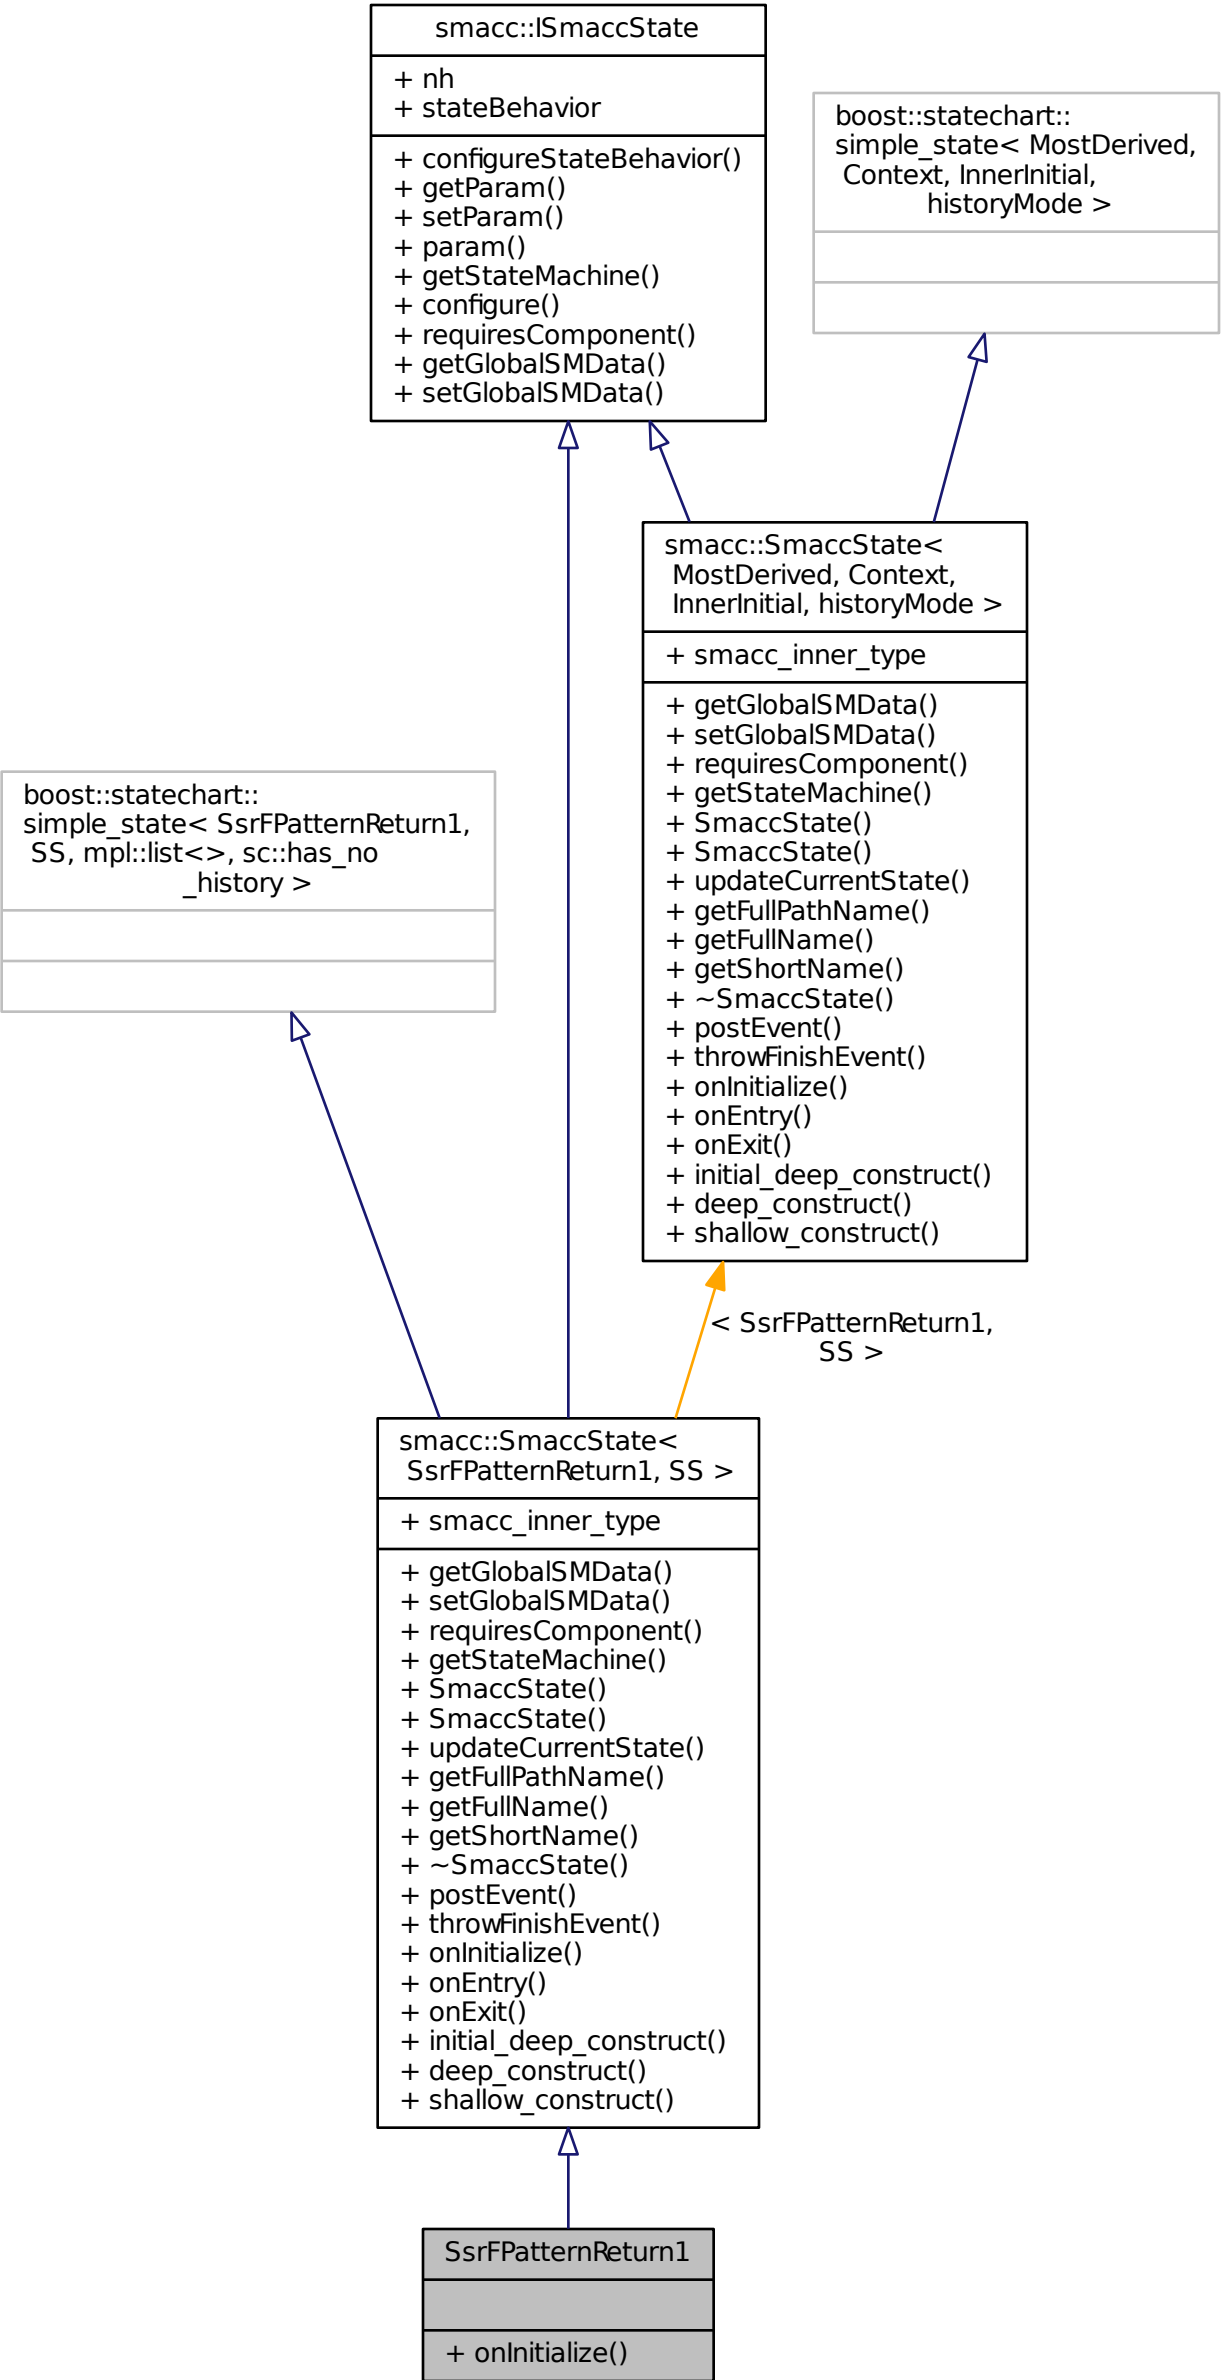 smacc::ISmaccState
+ nh
+ stateBehavior
+ configureStateBehavior()
+ getParam()
+ setParam()
+ param()
+ getStateMachine()
+ configure()
+ requiresComponent()
+ getGlobalSMData()
+ setGlobalSMData()
boost::statechart::
simple_state< MostDerived,
Context, InnerInitial,
historyMode >
smacc::SmaccState<
MostDerived, Context,
InnerInitial, historyMode >
+ smacc_inner_type
+ getGlobalSMData()
+ setGlobalSMData()
+ requiresComponent()
+ getStateMachine()
+ SmaccState()
+ SmaccState()
+ updateCurrentState()
+ getFullPathName()
+ getFullName()
+ getShortName()
+ ~SmaccState()
+ postEvent()
+ throwFinishEvent()
+ onInitialize()
+ onEntry()
+ onExit()
+ initial_deep_construct()
+ deep_construct()
+ shallow_construct()
boost::statechart::
simple_state< SsrFPatternReturn1,
SS, mpl::list<>, sc::has_no
_history >
< SsrFPatternReturn1,
SS >
smacc::SmaccState<
SsrFPatternReturn1, SS >
+ smacc_inner_type
+ getGlobalSMData()
+ setGlobalSMData()
+ requiresComponent()
+ getStateMachine()
+ SmaccState()
+ SmaccState()
+ updateCurrentState()
+ getFullPathName()
+ getFullName()
+ getShortName()
+ ~SmaccState()
+ postEvent()
+ throwFinishEvent()
+ onInitialize()
+ onEntry()
+ onExit()
+ initial_deep_construct()
+ deep_construct()
+ shallow_construct()
SsrFPatternReturn1
+ onInitialize()